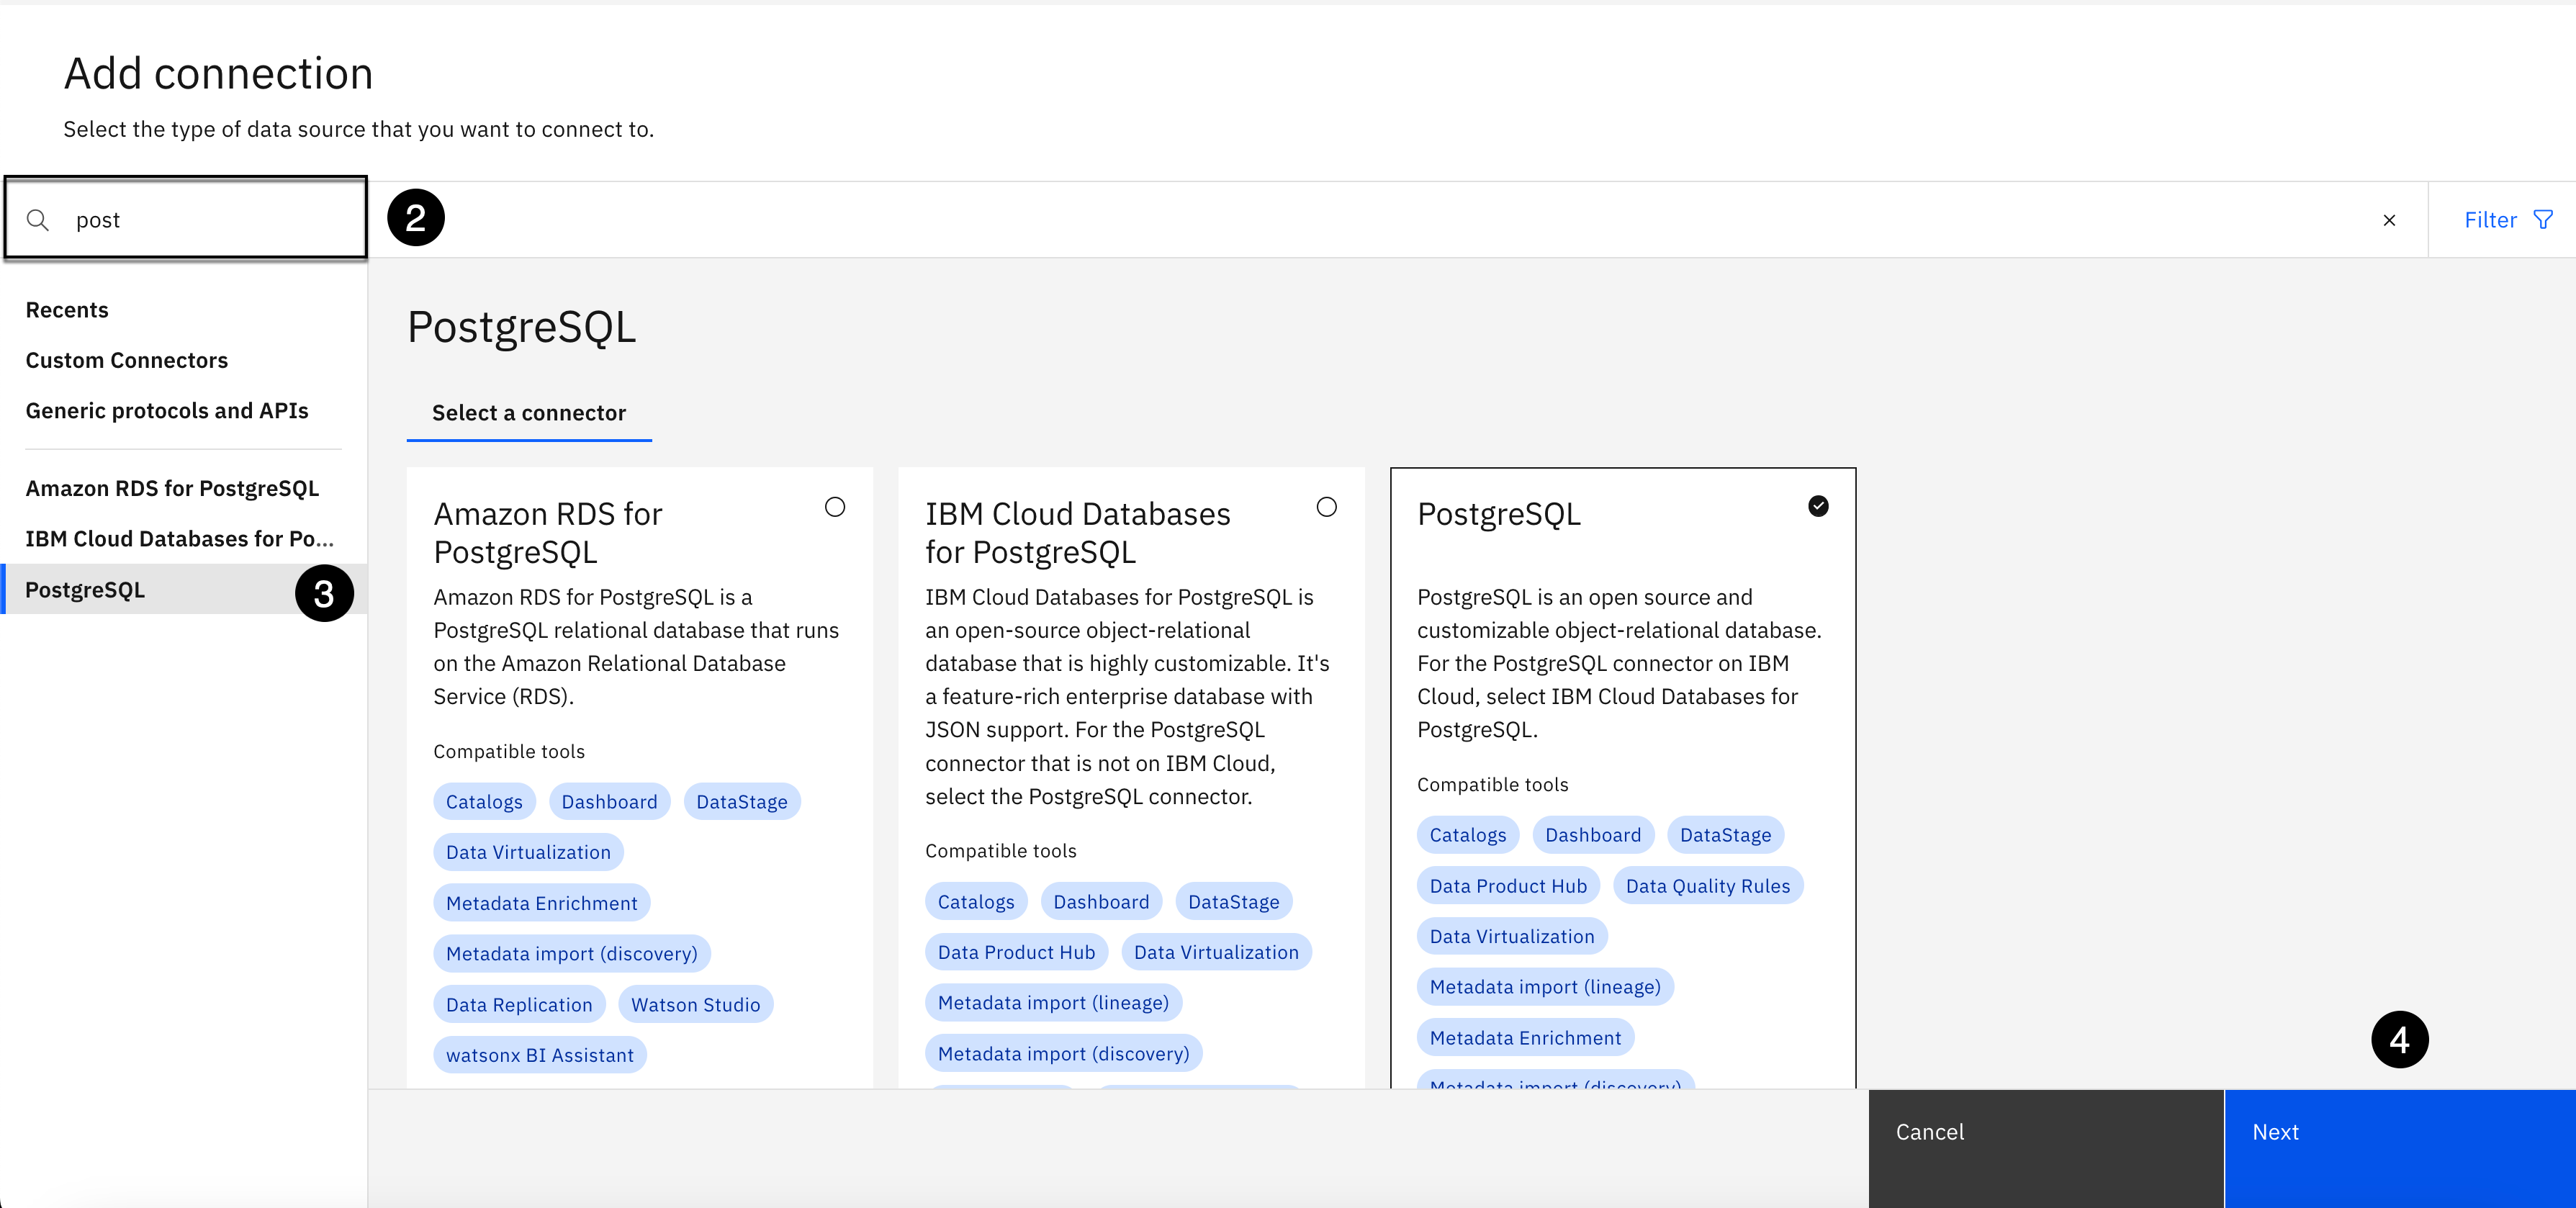 Add connection
Select the type of data source that you want to connect to.
post
2
Filter
Recents
Custom Connectors
Generic protocols and APIs
Amazon RDS for PostgreSQL
IBM Cloud Databases for Po...
PostgreSQL
3
PostgreSQL
Select a connector
Amazon RDS for
PostgreSQL
Amazon RDS for PostgreSQL is a
PostgreSQL relational database that runs
on the Amazon Relational Database
Service (RDS).
Compatible tools
Catalogs Dashboard DataStage
Data Virtualization
Metadata Enrichment
Metadata import (discovery)
Data Replication Watson Studio
watsonx BI Assistant
IBM Cloud Databases
for PostgreSQL
IBM Cloud Databases for PostgreSQL is
an open-source object-relational
database that is highly customizable. It's
a feature-rich enterprise database with
JSON support. For the PostgreSQL
connector that is not on IBM Cloud,
select the PostgreSQL connector.
Compatible tools
Catalogs Dashboard DataStage
Data Product Hub Data Virtualization
Metadata import (lineage)
Metadata import (discovery)
PostgreSQL
PostgreSQL is an open source and
customizable object-relational database.
For the PostgreSQL connector on IBM
Cloud, select IBM Cloud Databases for
PostgreSQL.
Compatible tools
Catalogs Dashboard DataStage
Data Product Hub Data Quality Rules
Data Virtualization
Metadata import (lineage)
Metadata Enrichment
Metadata import (discovery)
4
Cancel
Next